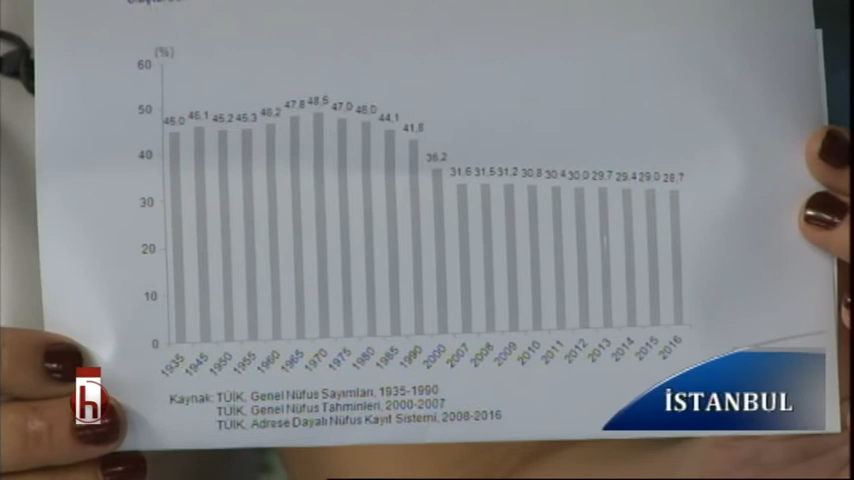 (%)
60
50
40
30
20
10
0
45,0 46,1 45,2 45,3 46,2 47,8 48,5 47,0 46,0 44,1 41,8 36,2 31,6 31,5 31,2 30,8 30,4 30,0 29,7 29,4 29,0 28,7
1935 1945 1950 1955 1960 1965 1970 1975 1980 1985 1990 2000 2007 2008 2009 2010 2011 2012 2013 2014 2015 2016
Kaynak: TÜİK, Genel Nüfus Sayımları, 1935-1990
TÜİK, Genel Nüfus Tahminleri, 2000-2007
TÜİK, Adrese Dayalı Nüfus Kayıt Sistemi, 2008-2016
h
İSTANBUL